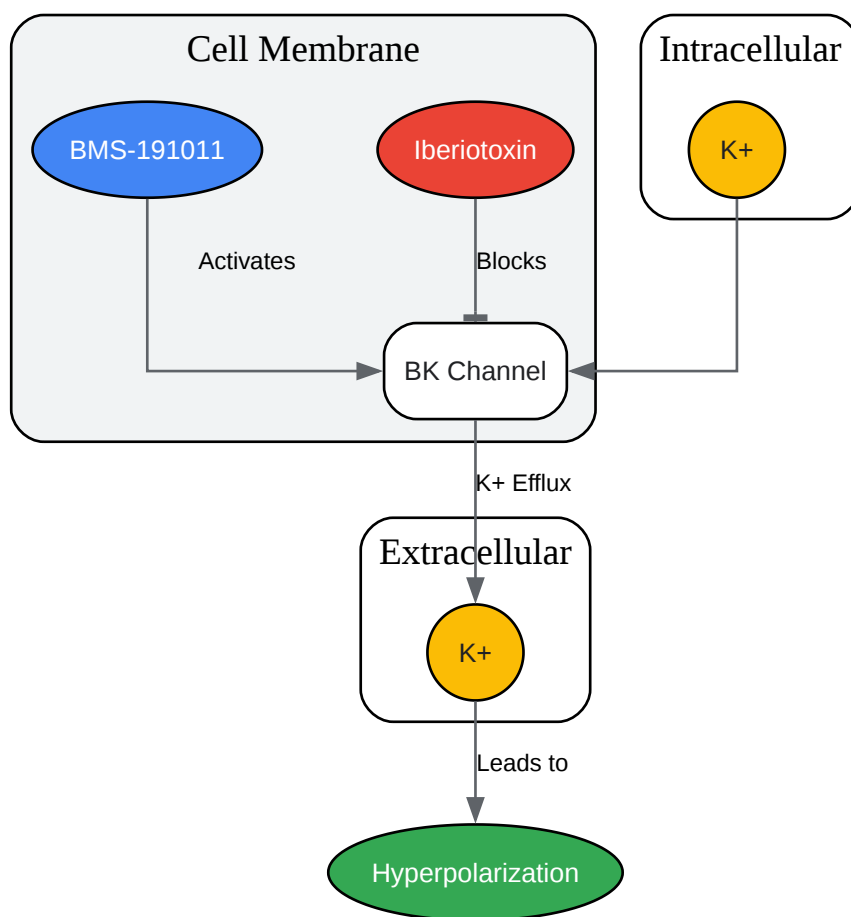 Cell Membrane
Intracellular
BMS-191011
Iberiotoxin
K+
Activates
Blocks
BK Channel
K+ Efflux
Extracellular
K+
Leads to
Hyperpolarization